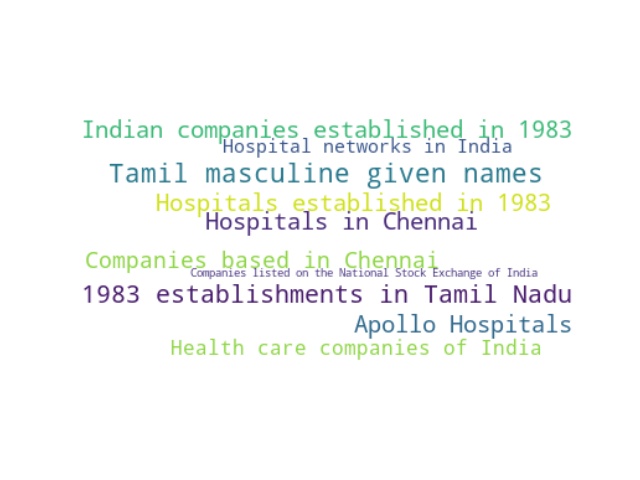 Indian companies established in 1983
Hospital networks in India
Tamil masculine given names
Hospitals established in 1983
Hospitals in Chennai
Companies based in Chennai
Companies listed on the National Stock Exchange of India
1983 establishments in Tamil Nadu
Apollo Hospitals
Health care companies of India